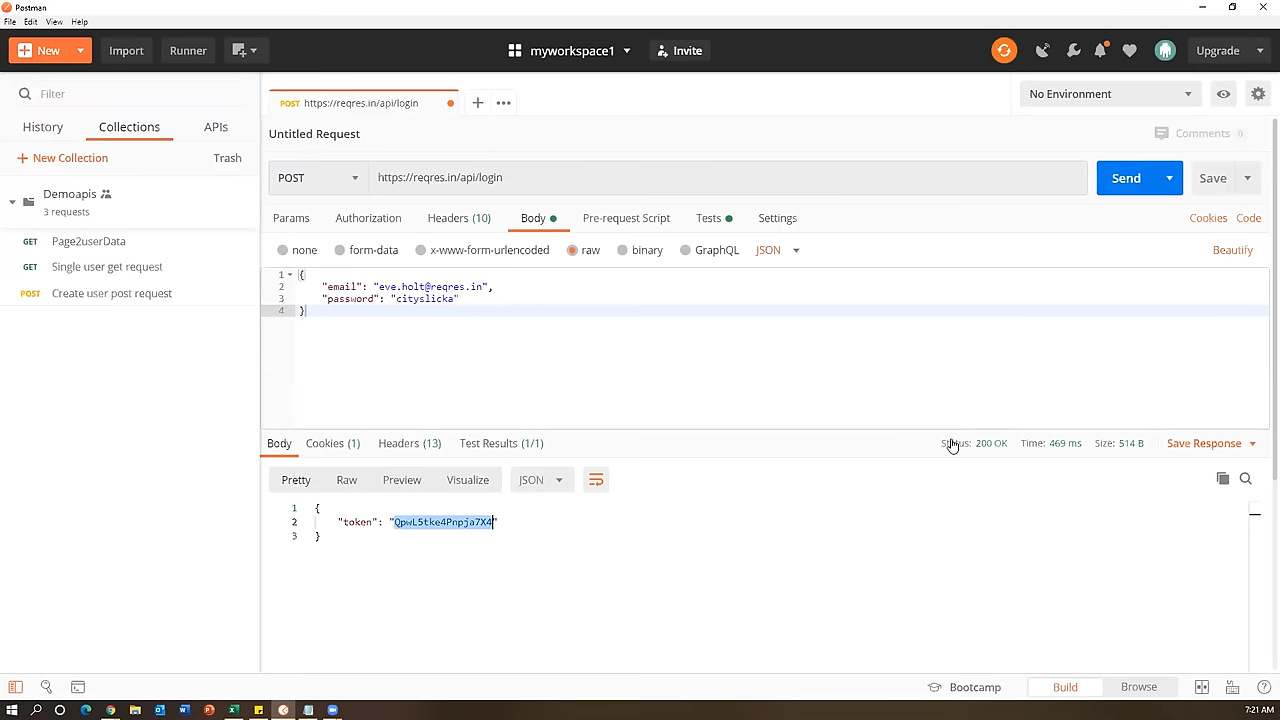 Postman
File Edit View Help
New Import Runner myworkspace1 Invite Upgrade
Filter
History Collections APIs
New Collection Trash
Demoapis
3 requests
GET Page2userData
GET Single user get request
POST Create user post request
POST https://reqres.in/api/login No Environment
Untitled Request Comments 0
POST https://reqres.in/api/login Send Save
Params Authorization Headers (10) Body Pre-request Script Tests Settings Cookies Code
none form-data x-www-form-urlencoded raw binary GraphQL JSON Beautify
1 {
2 "email": "eve.holt@reqres.in",
3 "password": "cityslicka"
4 }
Body Cookies (1) Headers (13) Test Results (1/1) Status: 200 OK Time: 469 ms Size: 514 B Save Response
Pretty Raw Preview Visualize JSON
1 {
2 "token": "QpwL5tke4Pnpja7X4"
3 }
Bootcamp Build Browse
7:21 AM